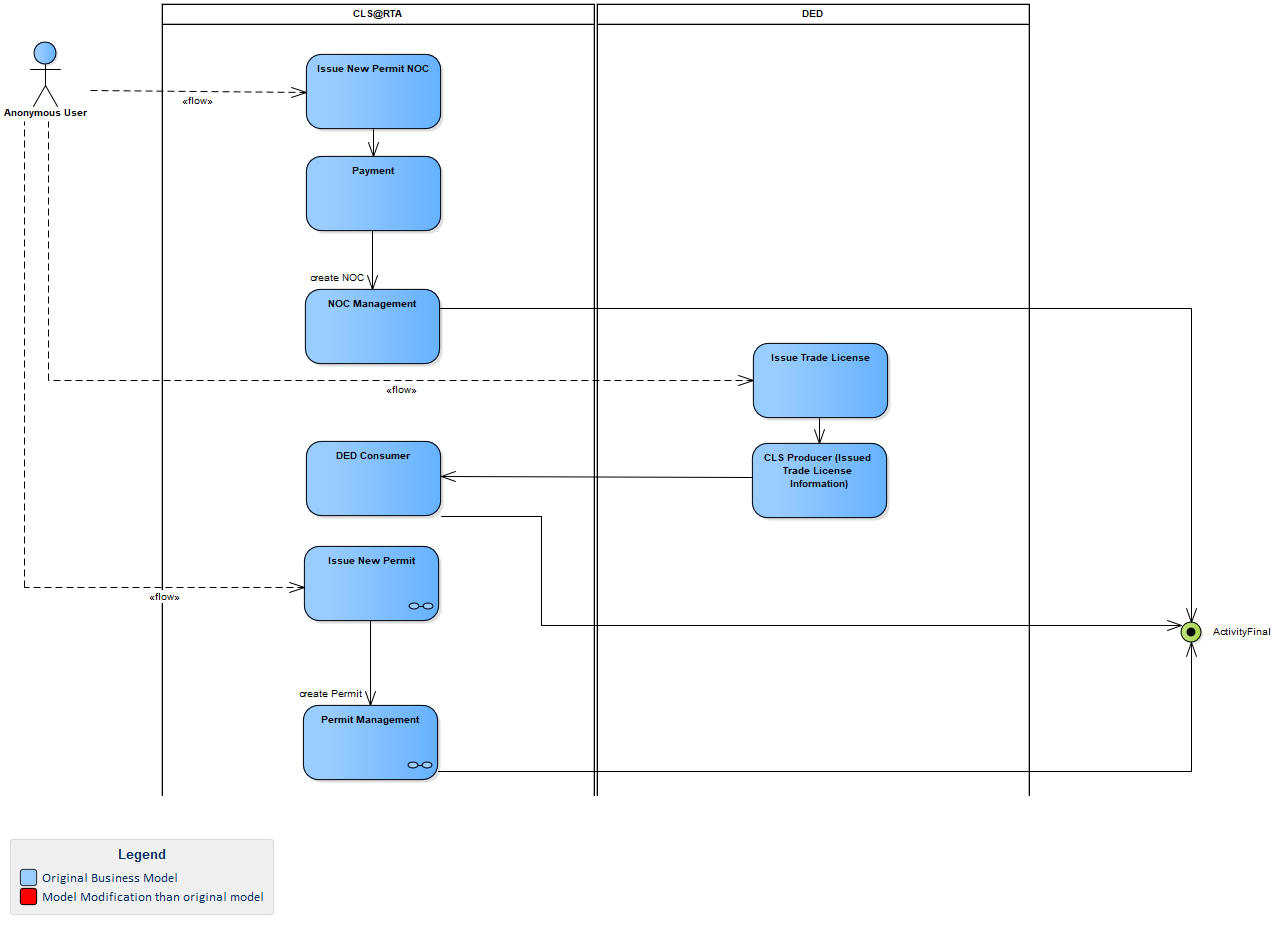 CLS@RTA
DED
Issue New Permit NOC
«flow»
Anonymous User
Payment
create NOC
NOC Management
Issue Trade License
«flow»
DED Consumer
CLS Producer (Issued
Trade License
Information)
Issue New Permit
«flow»
ActivityFinal
create Permit
Permit Management
Legend
Original Business Model
Model Modification than original model